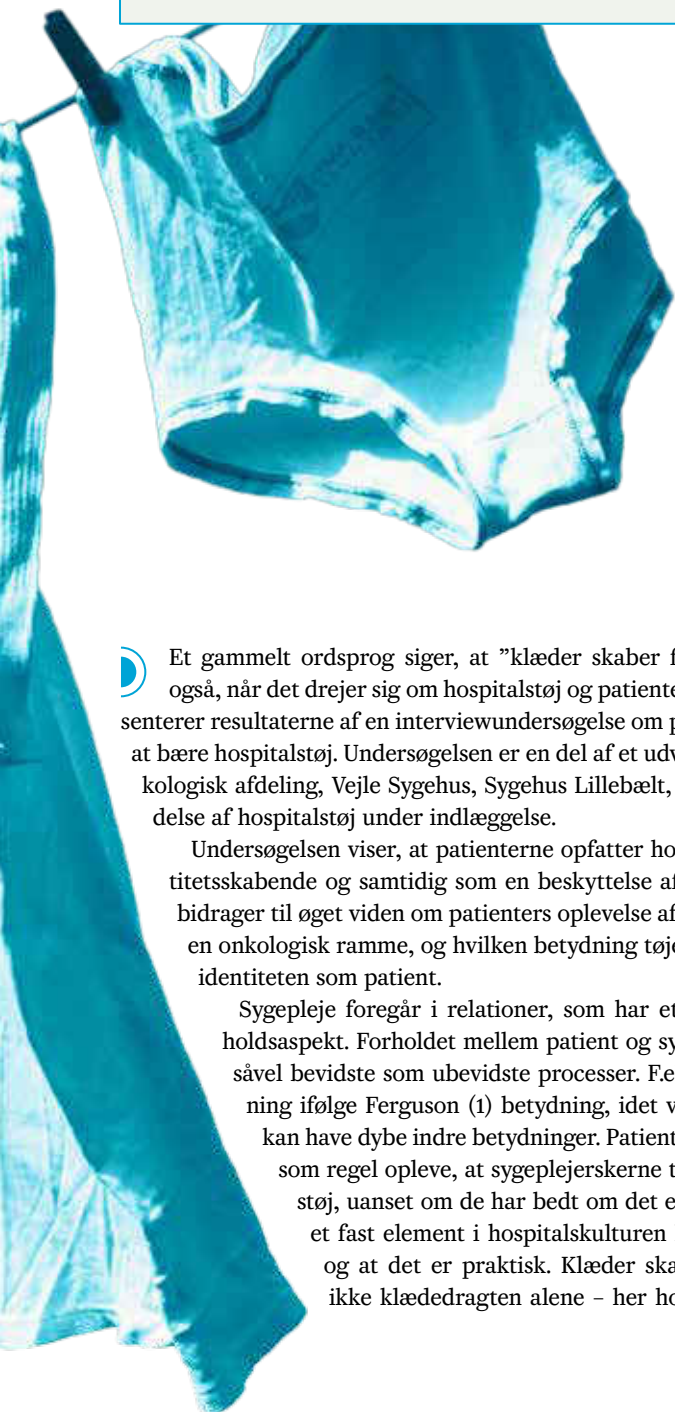 Et gammelt ordsprog siger, at ”klæder skaber f
også, når det drejer sig om hospitalstøj og patiente
senterer resultaterne af en interviewundersøgelse om p
at bære hospitalstøj. Undersøgelsen er en del af et udv
kologisk afdeling, Vejle Sygehus, Sygehus Lillebælt,
delse af hospitalstøj under indlæggelse.
Undersøgelsen viser, at patienterne opfatter ho
titetsskabende og samtidig som en beskyttelse af
bidrager til øget viden om patienters oplevelse af
en onkologisk ramme, og hvilken betydning tøje
identiteten som patient.
Sygepleje foregår i relationer, som har et
holdsaspekt. Forholdet mellem patient og sy
såvel bevidste som ubevidste processer. F.e
ning ifølge Ferguson (1) betydning, idet v
kan have dybe indre betydninger. Patient
som regel opleve, at sygeplejerskerne t
støj, uanset om de har bedt om det e
et fast element i hospitalskulturen
og at det er praktisk. Klæder ska
ikke klædedragten alene – her ho